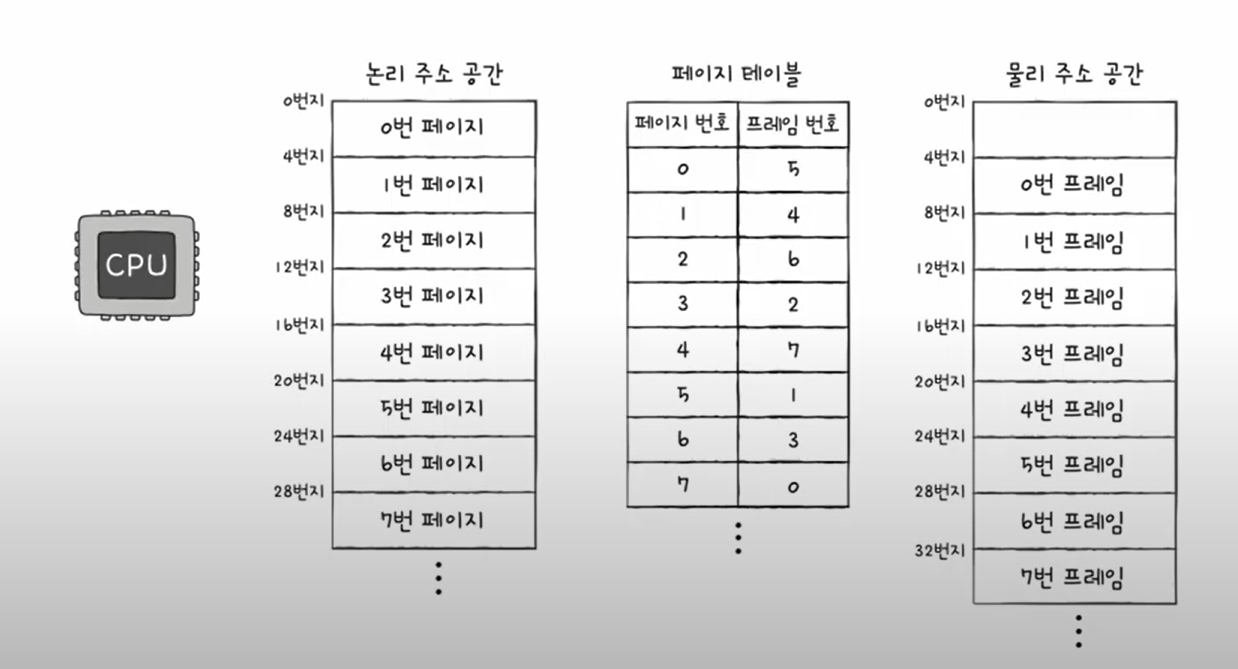 논리 주소 공간
페이지 테이블
물리 주소 공간
CPU
0번지
0번 페이지
4번지
1번 페이지
8번지
2번 페이지
12번지
3번 페이지
16번지
4번 페이지
20번지
5번 페이지
24번지
6번 페이지
28번지
7번 페이지
페이지 번호 프레임 번호
0 5
1 4
2 6
3 2
4 7
5 1
6 3
7 0
0번지
4번지
0번 프레임
8번지
1번 프레임
12번지
2번 프레임
16번지
3번 프레임
20번지
4번 프레임
24번지
5번 프레임
28번지
6번 프레임
32번지
7번 프레임